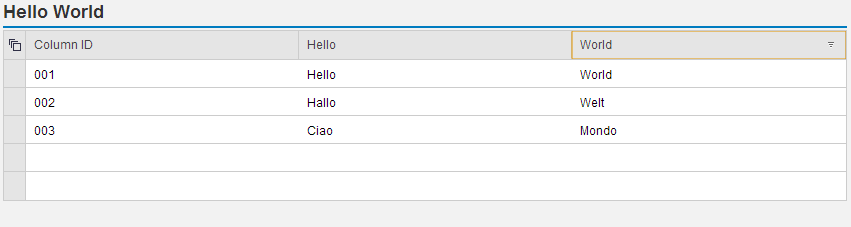 Hello World
Column ID Hello World
001 Hello World
002 Hallo Welt
003 Ciao Mondo